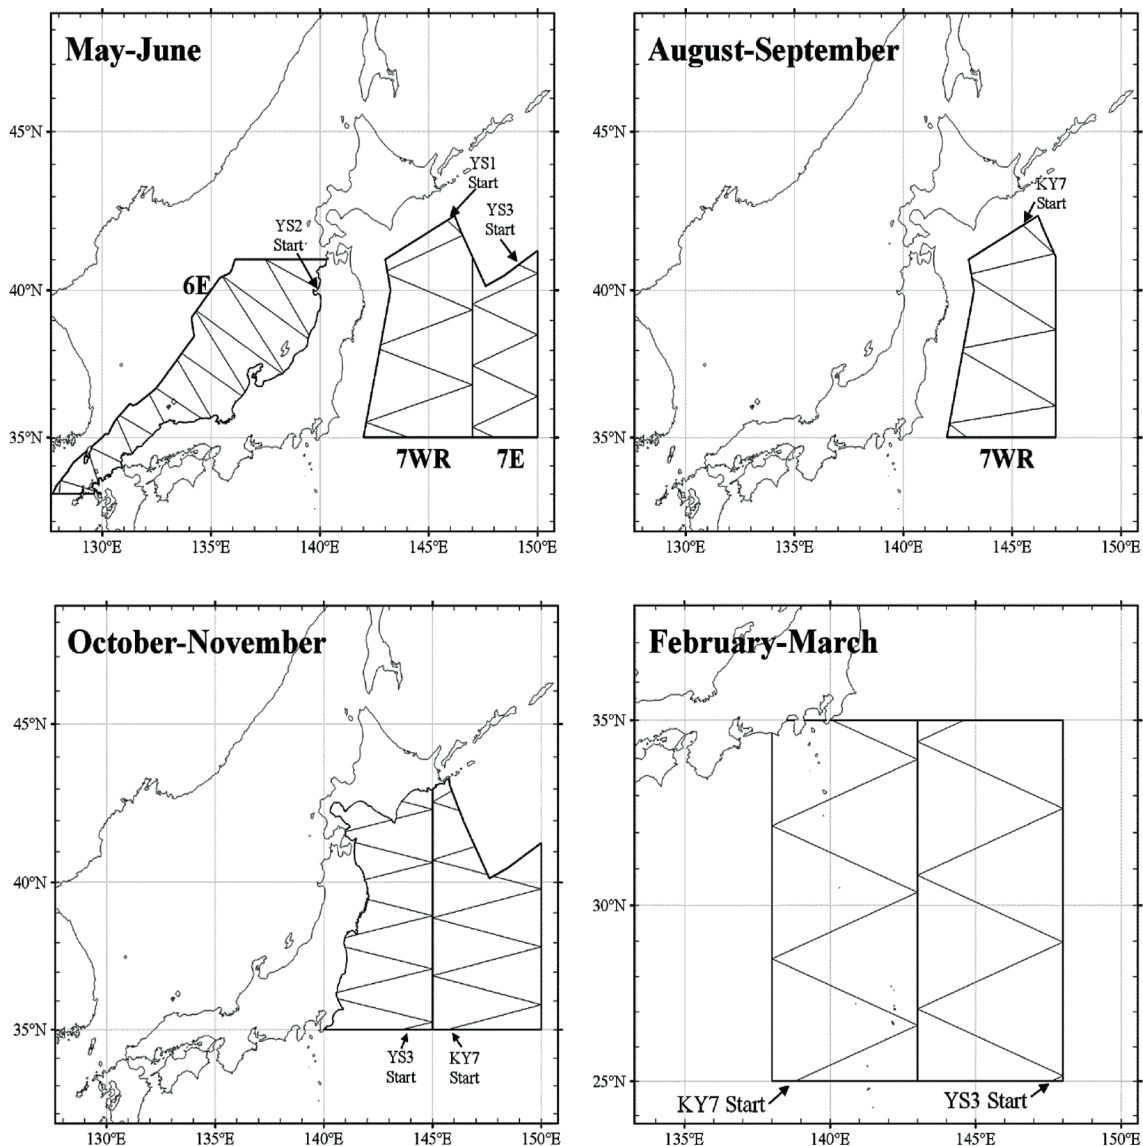 May-June
45°N
40°N
35°N
YS1
Start
YS3
Start
YS2
Start
6E
7WR
7E
130°E
135°E
140°E
145°E
150°E
August-September
45°N
40°N
35°N
KY7
Start
7WR
130°E
135°E
140°E
145°E
150°E
October-November
45°N
40°N
35°N
YS3
Start
KY7
Start
130°E
135°E
140°E
145°E
150°E
February-March
35°N
30°N
25°N
KY7 Start
YS3 Start
135°E
140°E
145°E
150°E